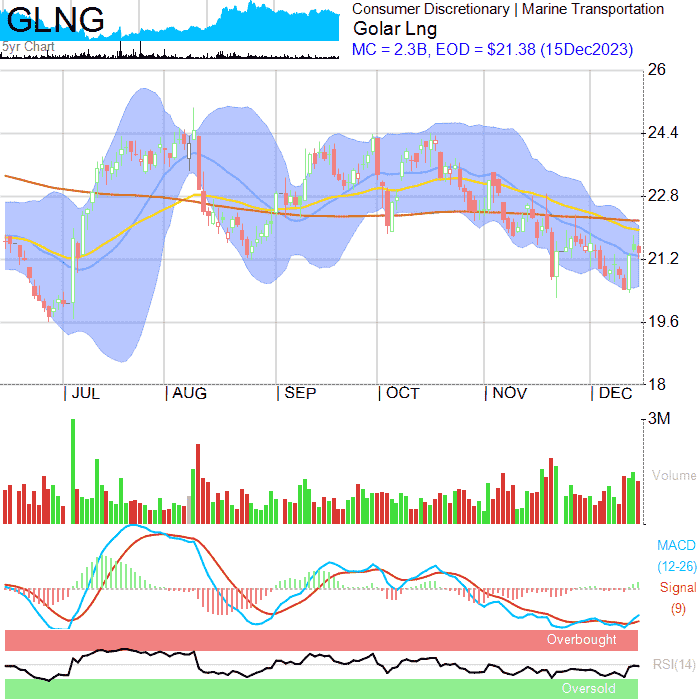 GLNG
5yr Chart
Consumer Discretionary | Marine Transportation
Golar Lng
MC = 2.3B, EOD = $21.38 (15Dec2023)
26
24.4
22.8
21.2
19.6
18
JUL
AUG
SEP
OCT
NOV
DEC
3M
Volume
MACD
(12-26)
Signal
(9)
Overbought
RSI(14)
Oversold